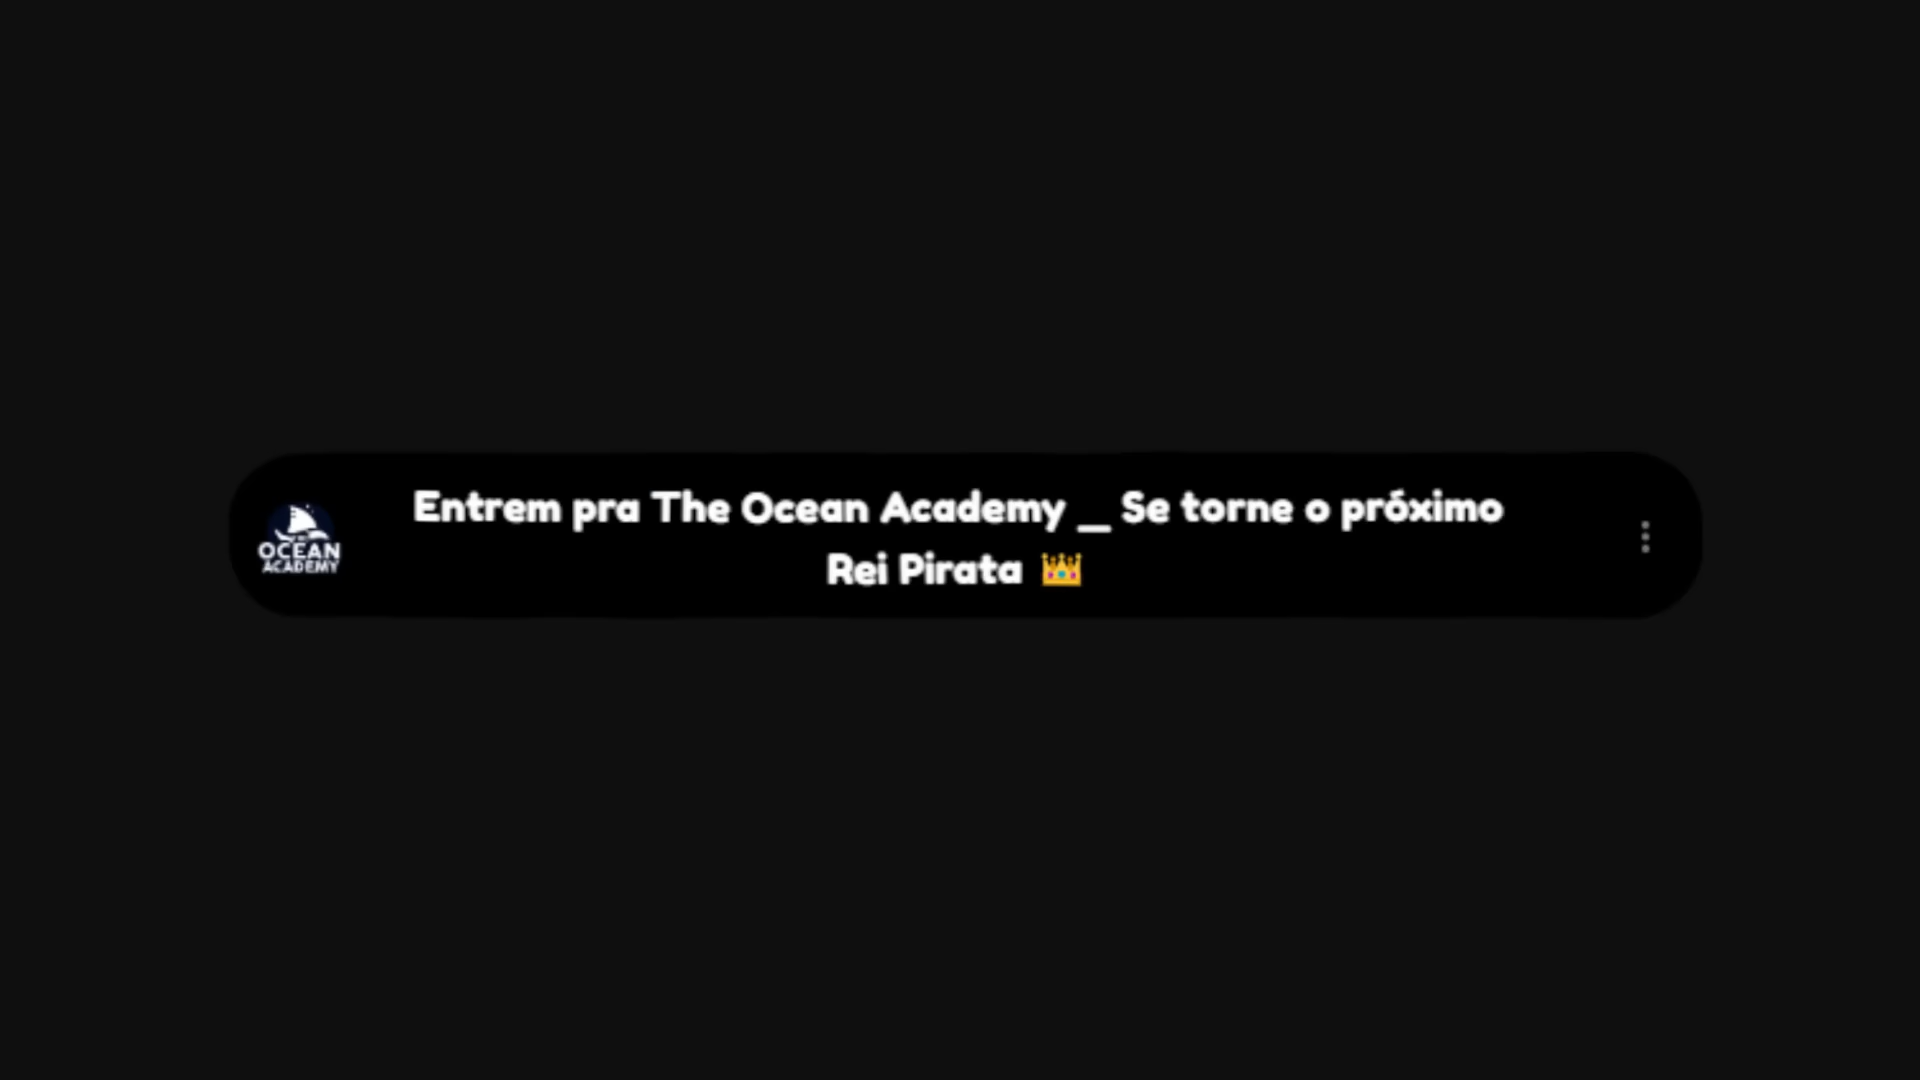 OCEAN
ACADEMY
Entrem pra The Ocean Academy _ Se torne o próximo
Rei Pirata 👑